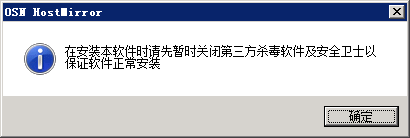 OSN HostMirror
在安装本软件时请先暂时关闭第三方杀毒软件及安全卫士以
保证软件正常安装
确定